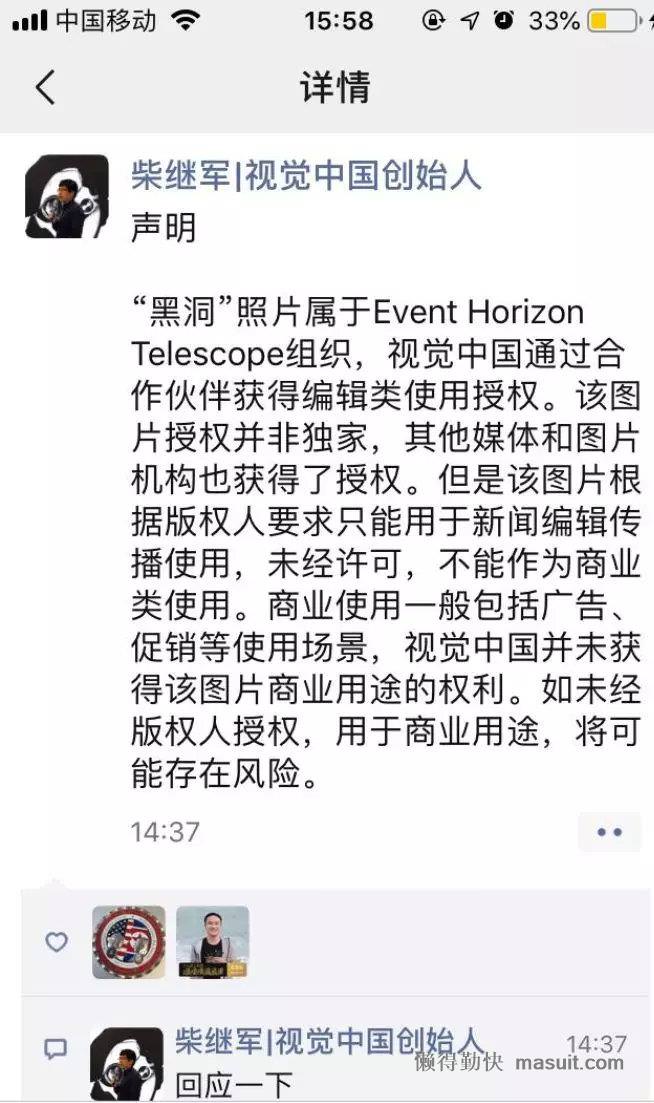 中国移动 15:58 33%
详情
柴继军|视觉中国创始人
声明
“黑洞”照片属于Event Horizon
Telescope组织，视觉中国通过合
作伙伴获得编辑类使用授权。该图
片授权并非独家，其他媒体和图片
机构也获得了授权。但是该图片根
据版权人要求只能用于新闻编辑传
播使用，未经许可，不能作为商业
类使用。商业使用一般包括广告、
促销等使用场景，视觉中国并未获
得该图片商业用途的权利。如未经
版权人授权，用于商业用途，将可
能存在风险。
14:37
柴继军|视觉中国创始人 14:37
懒得勤快 masuit.com
回应一下